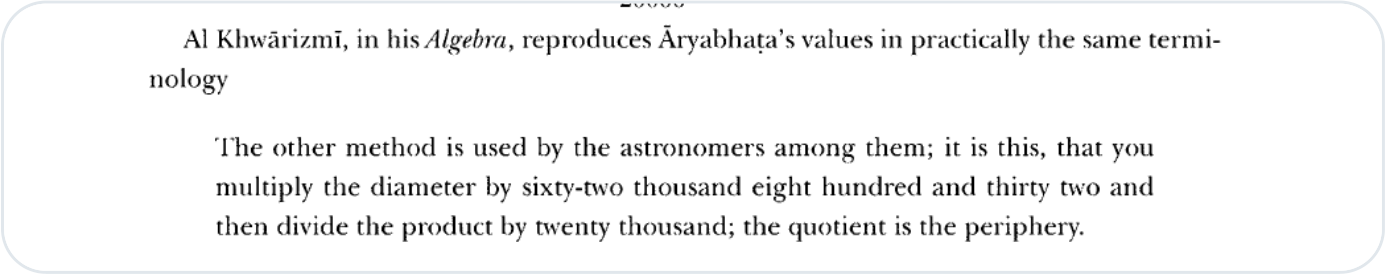 Al Khwārizmī, in his Algebra, reproduces Āryabhaṭa's values in practically the same termi-
nology
The other method is used by the astronomers among them; it is this, that you
multiply the diameter by sixty-two thousand eight hundred and thirty two and
then divide the product by twenty thousand; the quotient is the periphery.